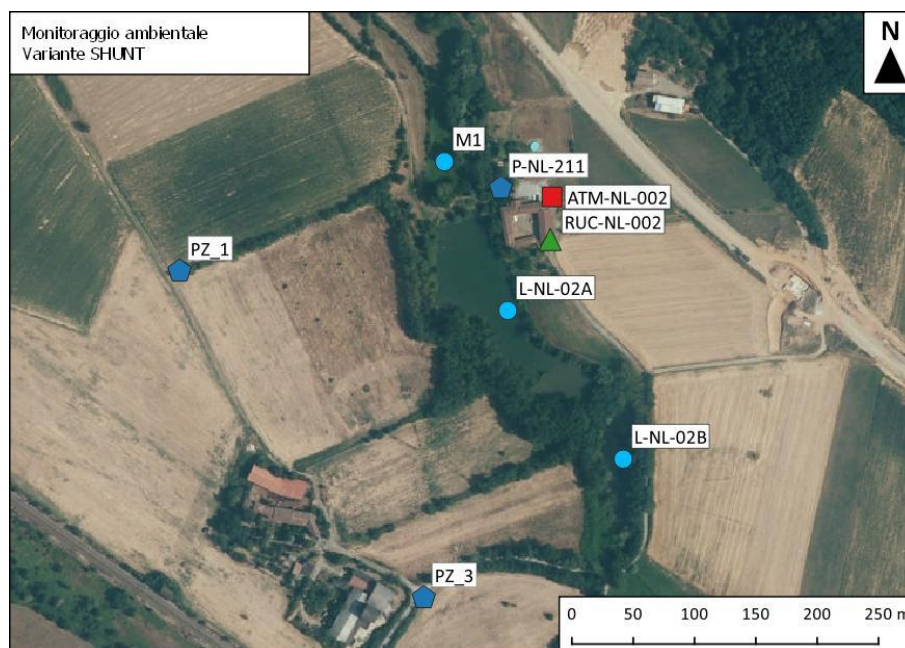 Monitoraggio ambientale
Variante SHUNT
N
M1
P-NL-211
ATM-NL-002
RUC-NL-002
PZ_1
L-NL-02A
L-NL-02B
PZ_3
0 50 100 150 200 250 m